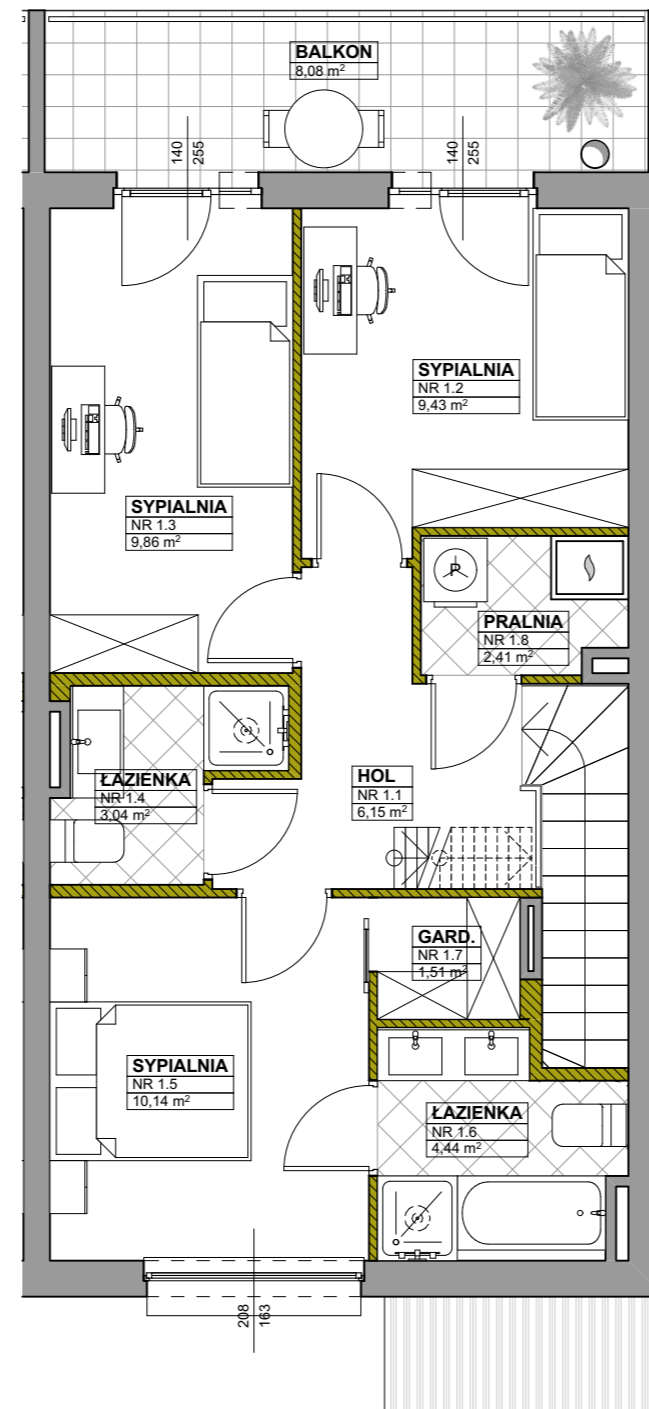 BALKON
8,08 m²
140
255
140
255
SYPIALNIA
NR 1.2
9,43 m²
SYPIALNIA
NR 1.3
9,86 m²
P
PRALNIA
NR 1.8
2,41 m²
ŁAZIENKA
NR 1.4
3,04 m²
HOL
NR 1.1
6,15 m²
GARD.
NR 1.7
1,51 m²
SYPIALNIA
NR 1.5
10,14 m²
ŁAZIENKA
NR 1.6
4,44 m²
208
163